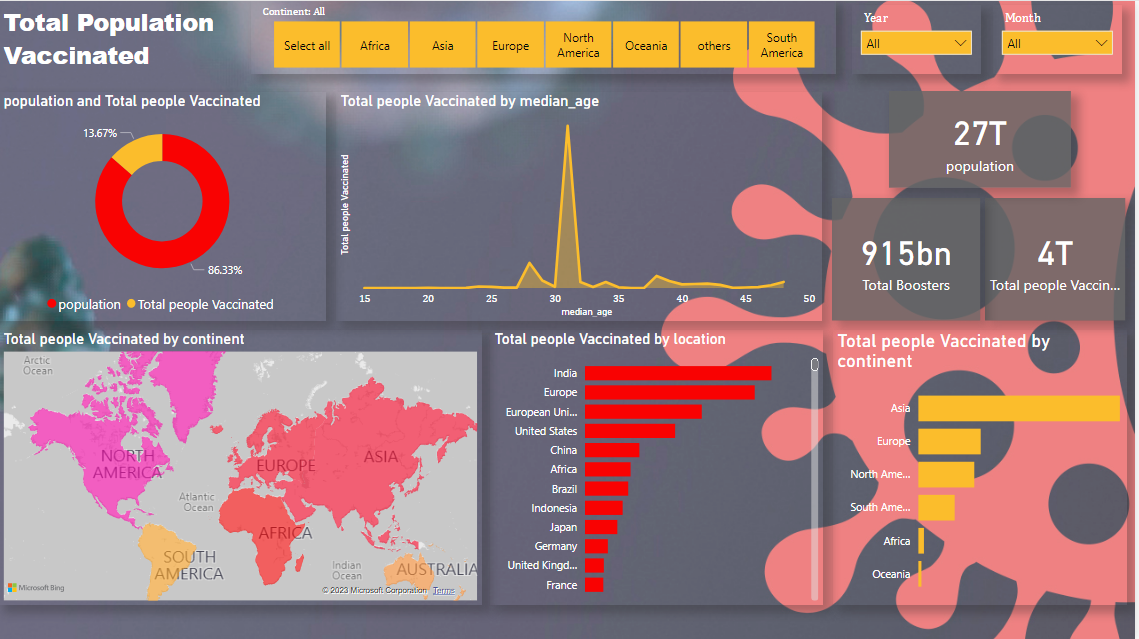 Total Population
Vaccinated
Continent: All
Select all
Africa
Asia
Europe
North
America
Oceania
others
South
America
Year
All
Month
All
population and Total people Vaccinated
13.67%
86.33%
population
Total people Vaccinated
Total people Vaccinated by median_age
Total people Vaccinated
15 20 25 30 35 40 45 50
median_age
27T
population
915bn
Total Boosters
4T
Total people Vaccin...
Total people Vaccinated by continent
Arctic
Ocean
NORTH
AMERICA
EUROPE
ASIA
Atlantic
Ocean
AFRICA
SOUTH
AMERICA
Indian
Ocean
AUSTRALIA
Microsoft Bing
© 2023 Microsoft Corporation Terms
Total people Vaccinated by location
India
Europe
European Uni...
United States
China
Africa
Brazil
Indonesia
Japan
Germany
United Kingd...
France
Total people Vaccinated by
continent
Asia
Europe
North Ame...
South Ame...
Africa
Oceania